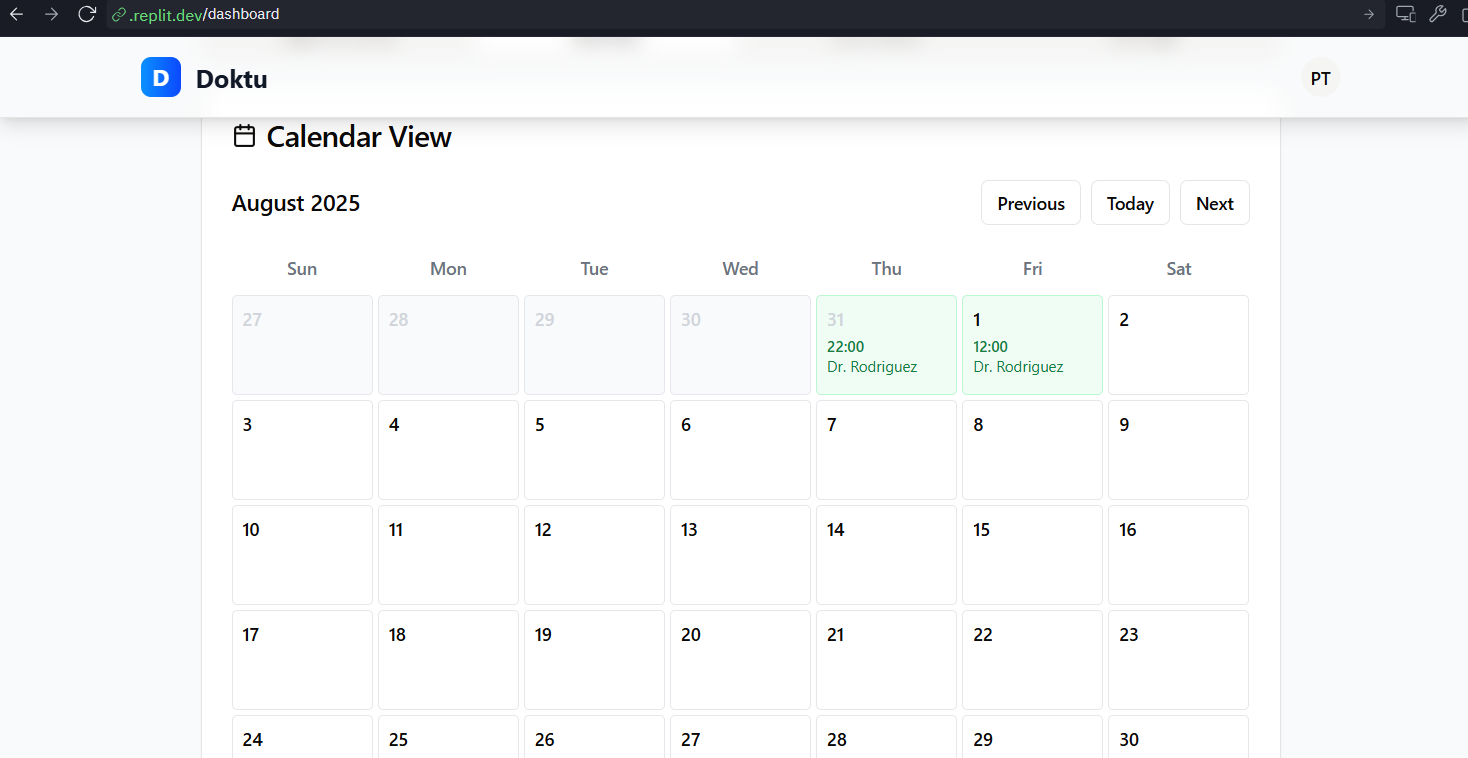 .replit.dev/dashboard
D Doktu PT
Calendar View
August 2025 Previous Today Next
Sun Mon Tue Wed Thu Fri Sat
27 28 29 30 31 1 2
22:00 12:00
Dr. Rodriguez Dr. Rodriguez
3 4 5 6 7 8 9
10 11 12 13 14 15 16
17 18 19 20 21 22 23
24 25 26 27 28 29 30